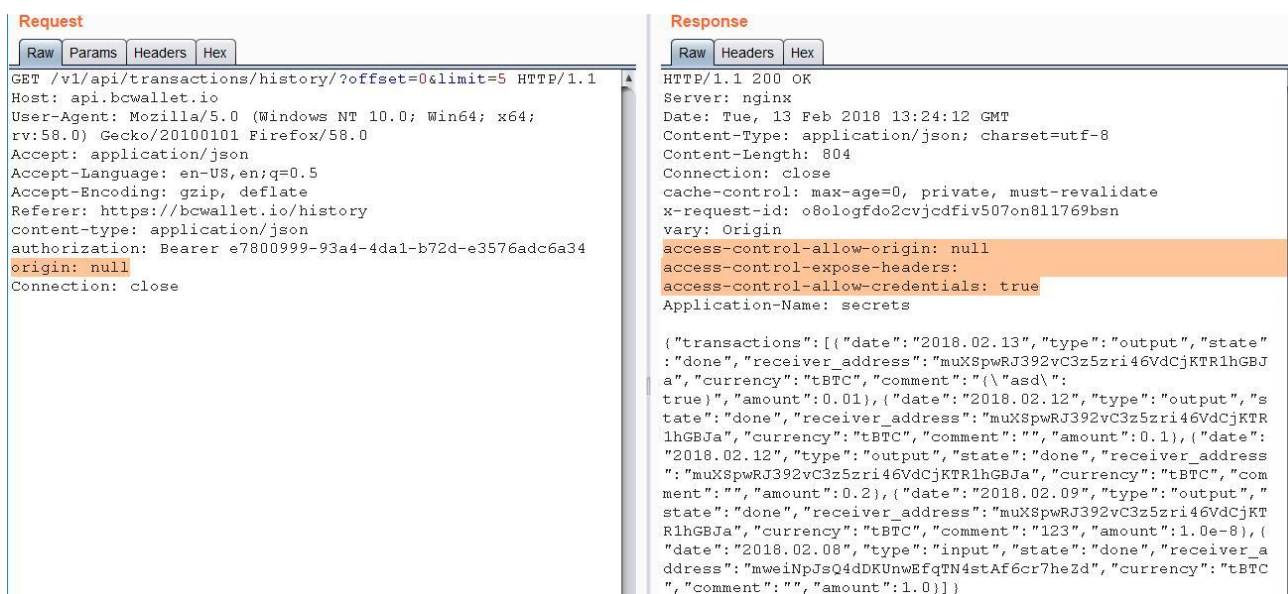 Request
Raw Params Headers Hex
GET /v1/api/transactions/history/?offset=0&limit=5 HTTP/1.1
Host: api.bcwallet.io
User-Agent: Mozilla/5.0 (Windows NT 10.0; Win64; x64;
rv:58.0) Gecko/20100101 Firefox/58.0
Accept: application/json
Accept-Language: en-US,en;q=0.5
Accept-Encoding: gzip, deflate
Referer: https://bcwallet.io/history
content-type: application/json
authorization: Bearer e7800999-93a4-4da1-b72d-e3576adc6a34
origin: null
Connection: close
Response
Raw Headers Hex
HTTP/1.1 200 OK
Server: nginx
Date: Tue, 13 Feb 2018 13:24:12 GMT
Content-Type: application/json; charset=utf-8
Content-Length: 804
Connection: close
cache-control: max-age=0, private, must-revalidate
x-request-id: o8ologfdo2cvjcdfiv507on8l1769bsn
vary: Origin
access-control-allow-origin: null
access-control-expose-headers:
access-control-allow-credentials: true
Application-Name: secrets
{"transactions":[{"date":"2018.02.13","type":"output","state"
:"done","receiver_address":"muXSpwRJ392vC3z5zri46VdCjKTR1hGBJ
a","currency":"tBTC","comment":"{\"asd\":
true}","amount":0.01},{"date":"2018.02.12","type":"output","s
tate":"done","receiver_address":"muXSpwRJ392vC3z5zri46VdCjKTR
1hGBJa","currency":"tBTC","comment":"","amount":0.1},{"date":
"2018.02.12","type":"output","state":"done","receiver_address
":"muXSpwRJ392vC3z5zri46VdCjKTR1hGBJa","currency":"tBTC","com
ment":"","amount":0.2},{"date":"2018.02.09","type":"output","
state":"done","receiver_address":"muXSpwRJ392vC3z5zri46VdCjKT
R1hGBJa","currency":"tBTC","comment":"123","amount":1.0e-8},{
"date":"2018.02.08","type":"input","state":"done","receiver_a
ddress":"mweiNpJsQ4dDKUnwEfqTN4stAf6cr7heZd","currency":"tBTC
","comment":"","amount":1.0}]}